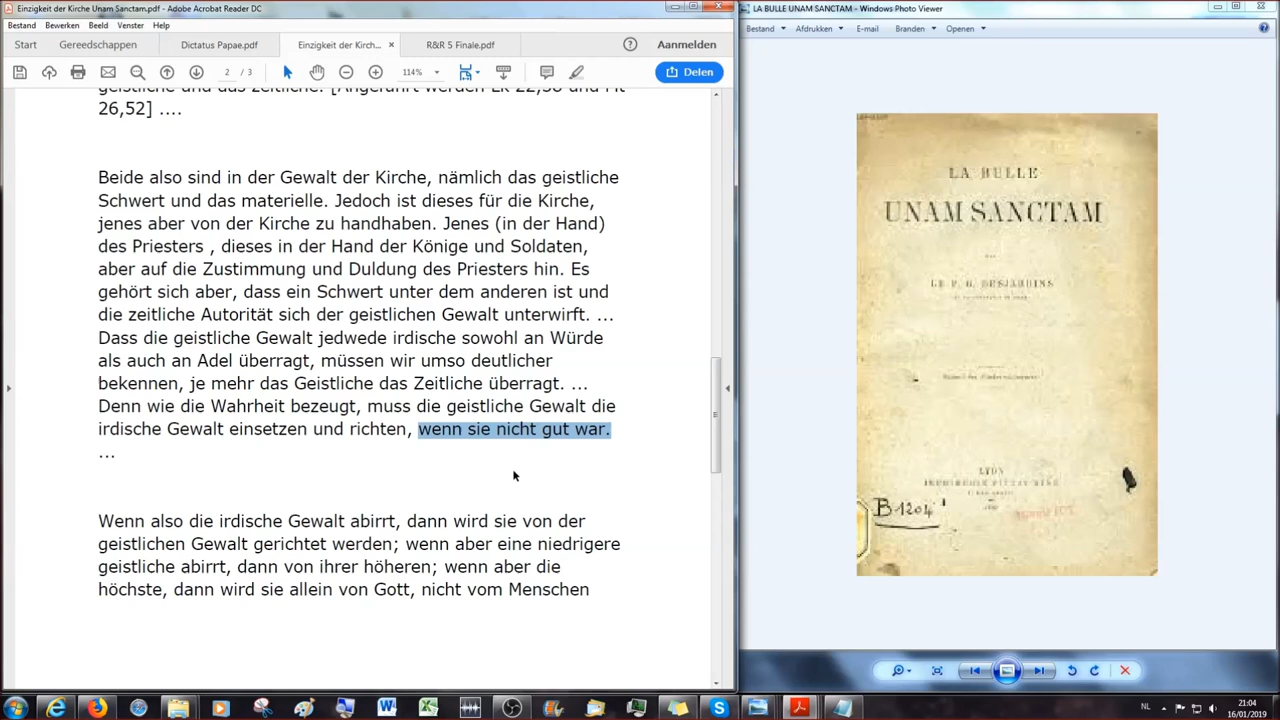 Einzigkeit der Kirche Unam Sanctam.pdf - Adobe Acrobat Reader DC
Bestand Bewerken Beeld Venster Help
Start Gereedschappen Dictatus Papae.pdf Einzigkeit der Kirch... × R&R 5 Finale.pdf Aanmelden
2 / 3 114% Delen
26,52] ....
Beide also sind in der Gewalt der Kirche, nämlich das geistliche
Schwert und das materielle. Jedoch ist dieses für die Kirche,
jenes aber von der Kirche zu handhaben. Jenes (in der Hand)
des Priesters , dieses in der Hand der Könige und Soldaten,
aber auf die Zustimmung und Duldung des Priesters hin. Es
gehört sich aber, dass ein Schwert unter dem anderen ist und
die zeitliche Autorität sich der geistlichen Gewalt unterwirft. ...
Dass die geistliche Gewalt jedwede irdische sowohl an Würde
als auch an Adel überragt, müssen wir umso deutlicher
bekennen, je mehr das Geistliche das Zeitliche überragt. ...
Denn wie die Wahrheit bezeugt, muss die geistliche Gewalt die
irdische Gewalt einsetzen und richten, wenn sie nicht gut war.
...
Wenn also die irdische Gewalt abirrt, dann wird sie von der
geistlichen Gewalt gerichtet werden; wenn aber eine niedrigere
geistliche abirrt, dann von ihrer höheren; wenn aber die
höchste, dann wird sie allein von Gott, nicht vom Menschen
LA BULLE UNAM SANCTAM - Windows Photo Viewer
Bestand Afdrukken E-mail Branden Openen
LA BULLE
UNAM SANCTAM
LE P. G. DESJARDINS
LYON
B-1204
NL 21:04
16/01/2019